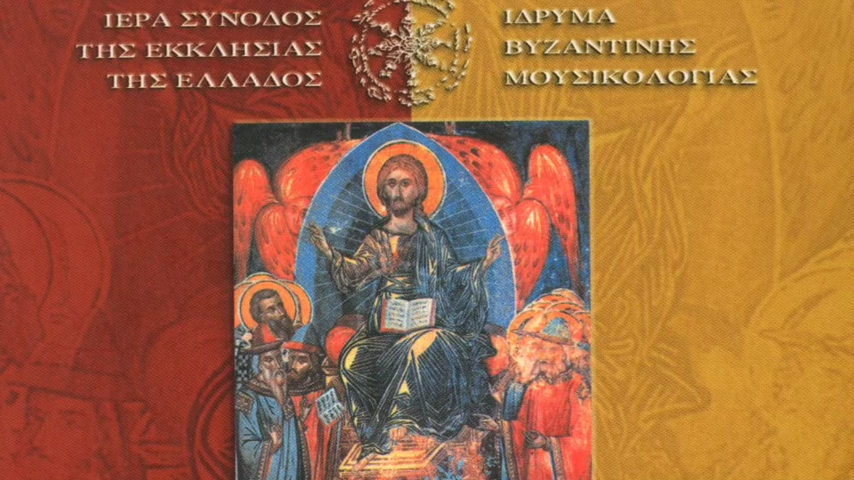 ΙΕΡΑ ΣΥΝΟΔΟΣ
ΤΗΣ ΕΚΚΛΗΣΙΑΣ
ΤΗΣ ΕΛΛΑΔΟΣ
ΙΔΡΥΜΑ
ΒΥΖΑΝΤΙΝΗΣ
ΜΟΥΣΙΚΟΛΟΓΙΑΣ